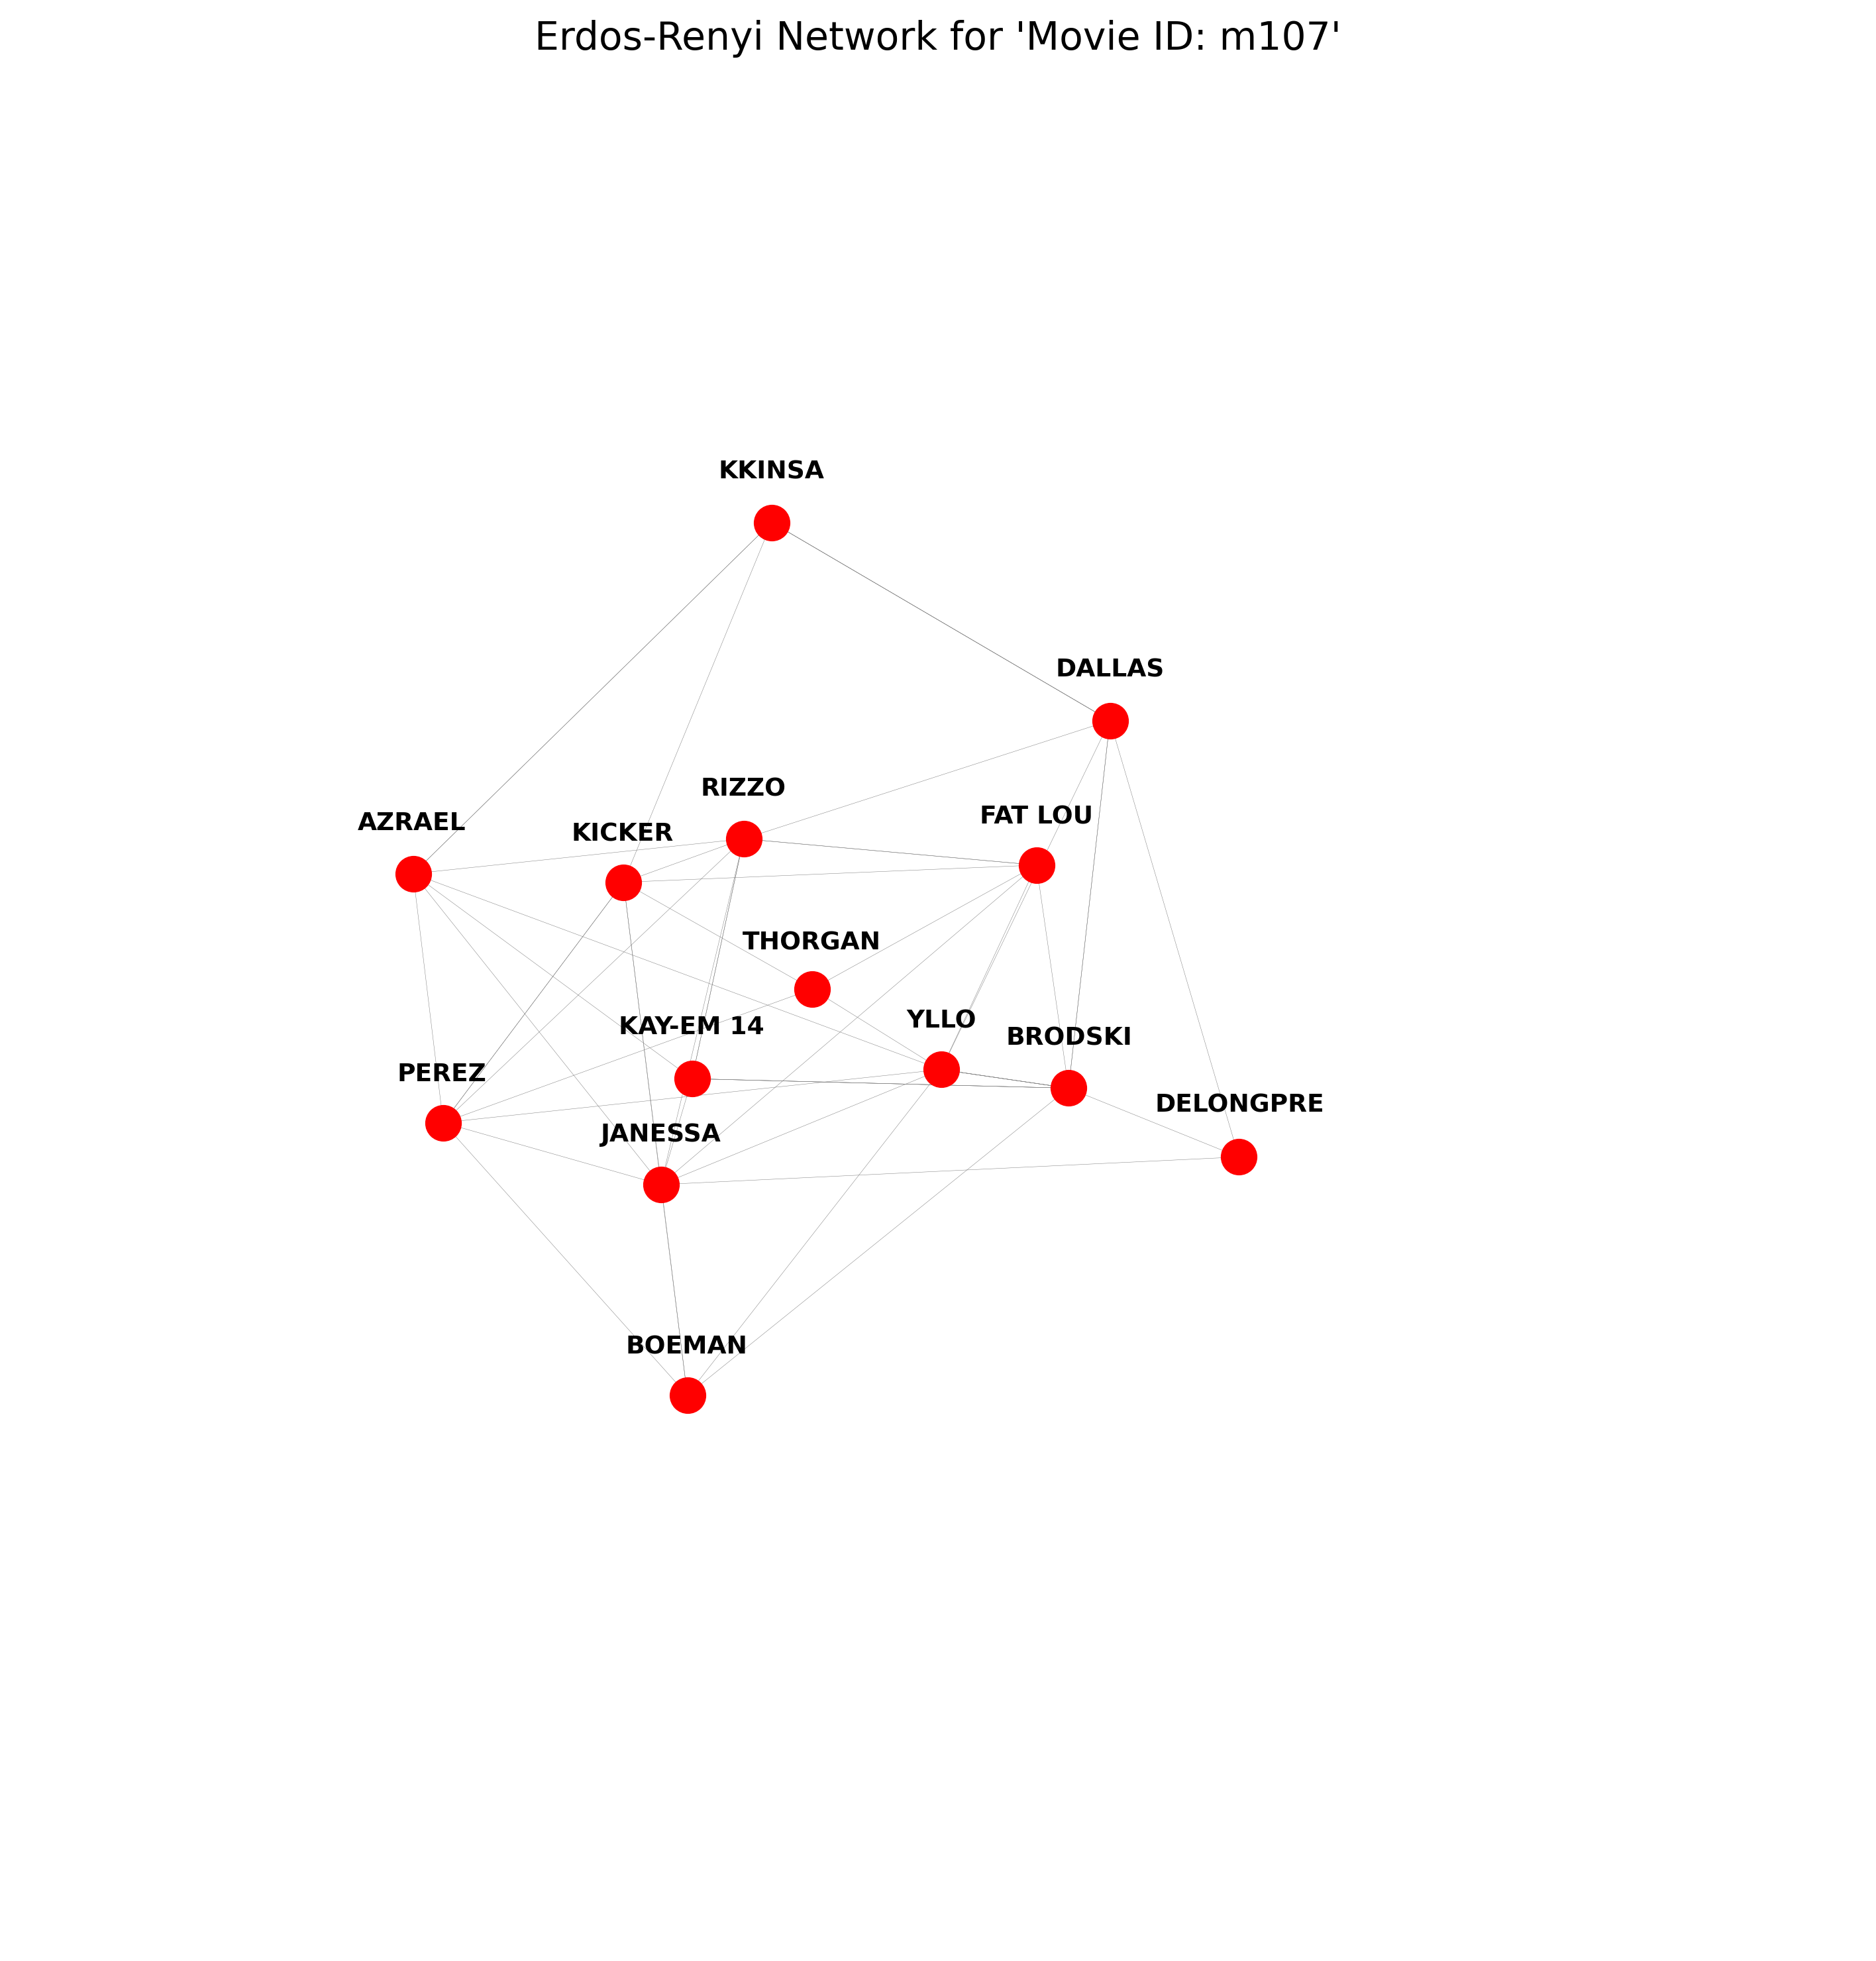 Erdos-Renyi Network for 'Movie ID: m107'
KKINSA
DALLAS
RIZZO
FAT LOU
AZRAEL
KICKER
THORGAN
YLLO
KAY-EM 14
BRODSKI
PEREZ
DELONGPRE
JANESSA
BOEMAN